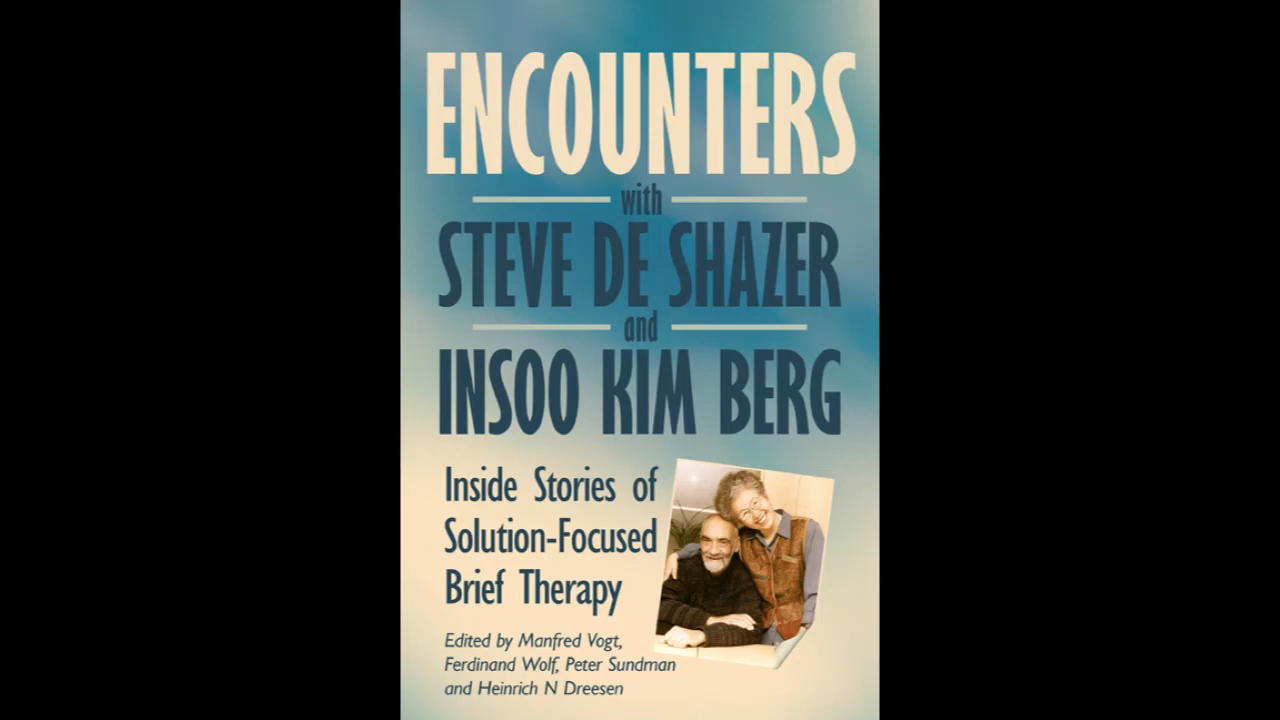 ENCOUNTERS
with
STEVE DE SHAZER
and
INSOO KIM BERG
Inside Stories of
Solution-Focused
Brief Therapy
Edited by Manfred Vogt,
Ferdinand Wolf, Peter Sundman
and Heinrich N Dreesen